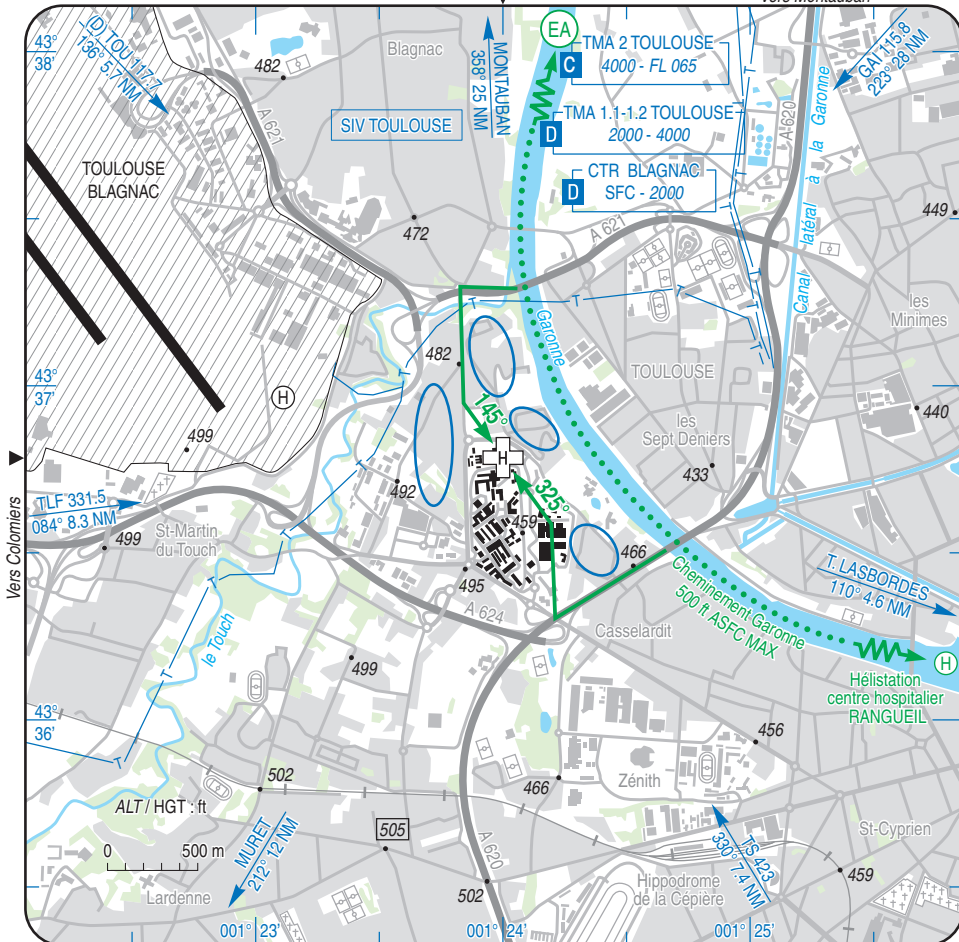 vers Montauban
43°
38'
(D) TOU 117.7
136° 5.7 NM
482
Blagnac
A 621
MONTAUBAN
358° 25 NM
EA
C
TMA 2 TOULOUSE
4000 - FL 065
GAI 115.8
223° 28 NM
SIV TOULOUSE
D
TMA 1.1-1.2 TOULOUSE
2000 - 4000
A 620
TOULOUSE
BLAGNAC
D
CTR BLAGNAC
SFC - 2000
Canal latéral à la Garonne
449
472
A 621
T
T
T
T
Garonne
les
Minimes
482
43°
37'
T
TOULOUSE
H
145°
440
les
Sept Deniers
499
H
433
TLF 331.5
084° 8.3 NM
492
325°
459
Vers Colomiers
499
St-Martin
du Touch
T
466
T. LASBORDES
110° 4.6 NM
495
A 624
Cheminement Garonne
500 ft ASFC MAX
Casselardit
le Touch
499
T
H
Hélistation
centre hospitalier
RANGUEIL
43°
36'
T
T
456
502
466
Zénith
ALT / HGT : ft
505
St-Cyprien
0 500 m
MURET
212° 12 NM
A 620
TS 423
330° 7.4 NM
459
502
Hippodrome
de la Cépière
Lardenne
001° 23'
001° 24'
001° 25'